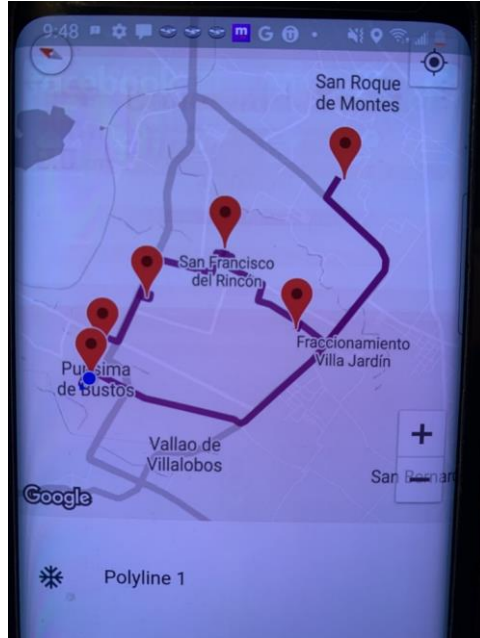 9:48
m
G
San Roque
de Montes
San Francisco
del Rincón
Fraccionamiento
Villa Jardín
Purísima
de Bustos
Vallao de
Villalobos
+
San Bernar
−
Google
Polyline 1